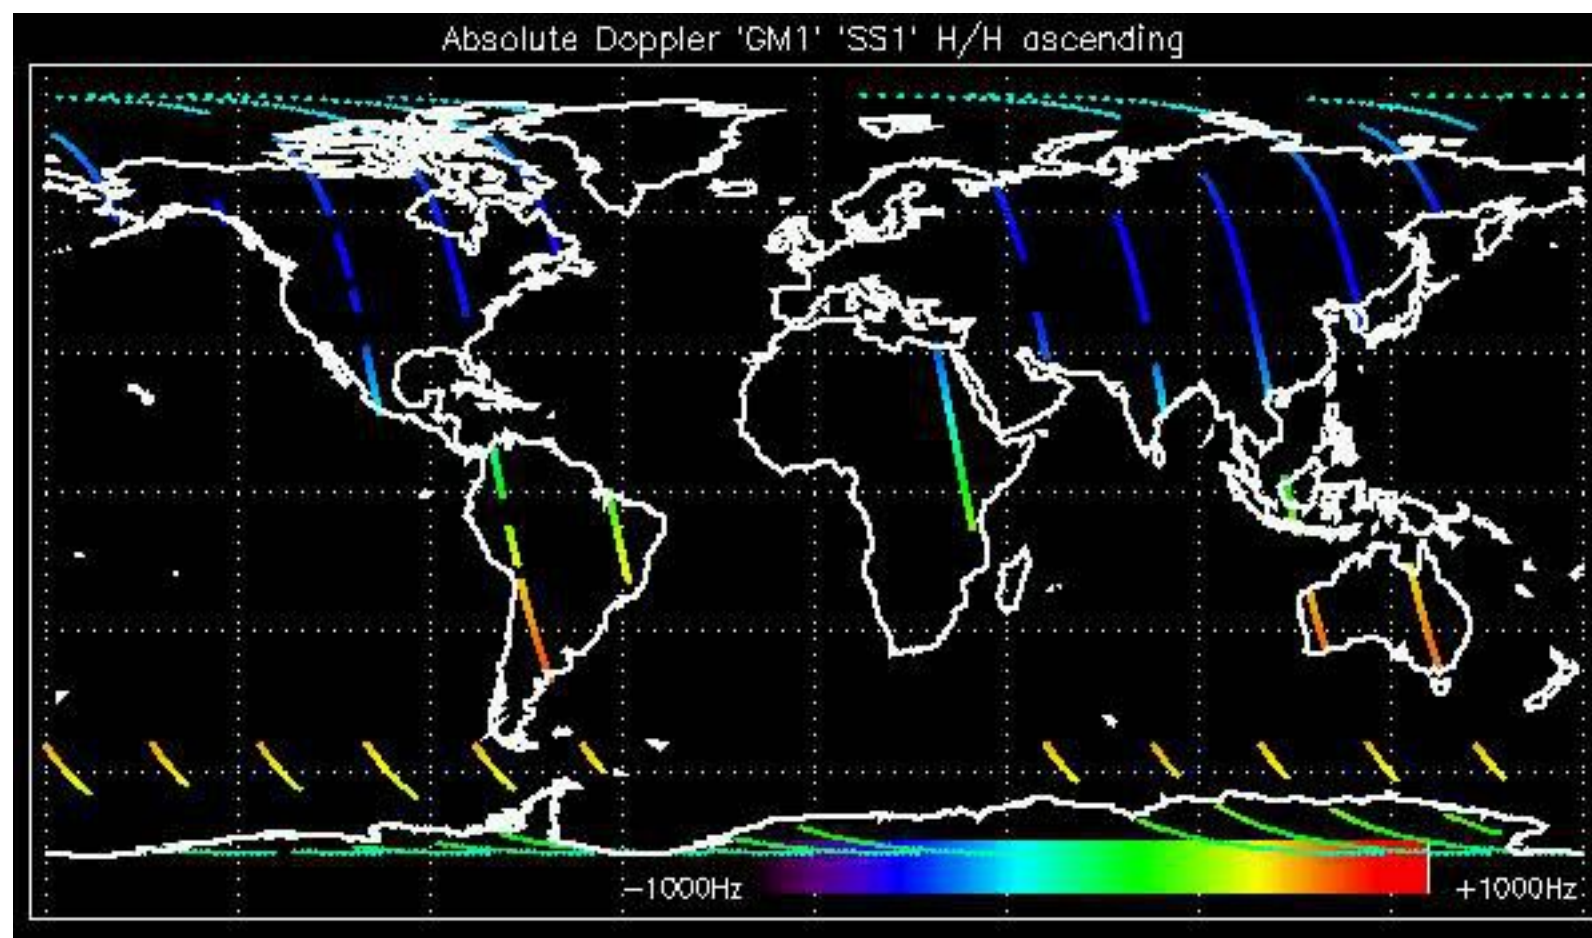 Absolute Doppler 'GM1' 'SS1' H/H ascending
−1000Hz
+1000Hz